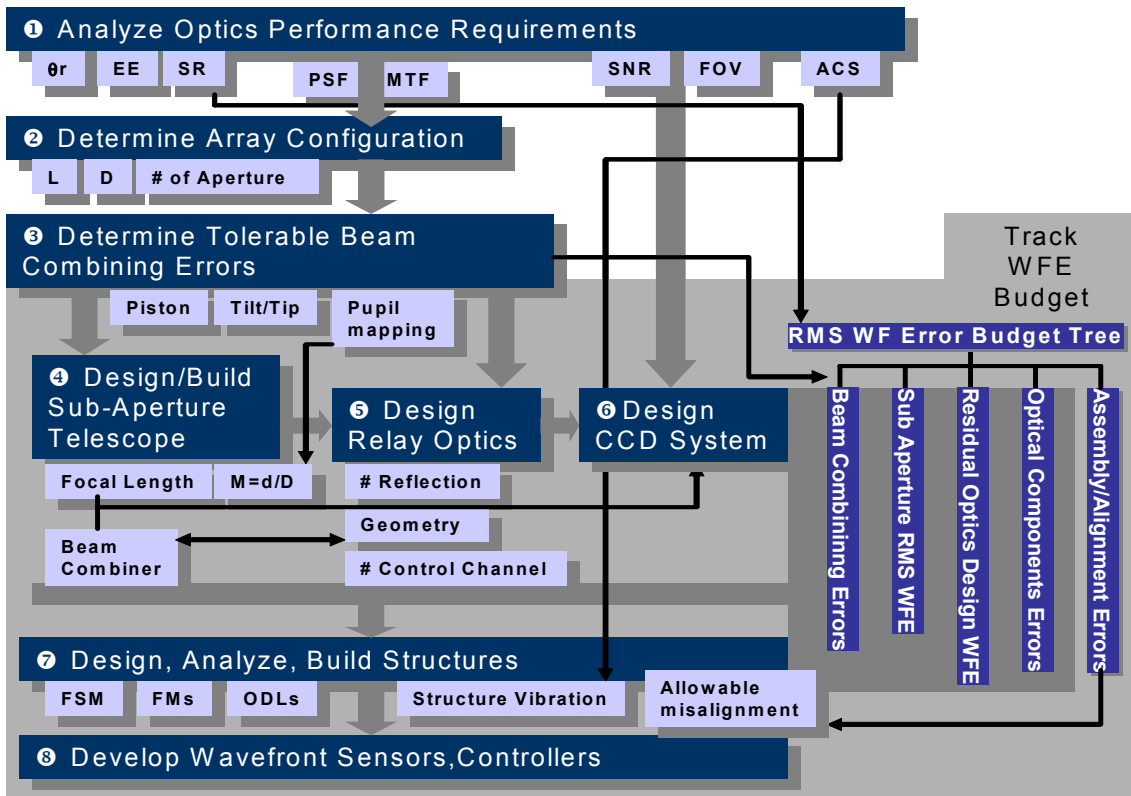 ❶ Analyze Optics Performance Requirements
θr
EE
SR
PSF
MTF
SNR
FOV
ACS
❷ Determine Array Configuration
L
D
# of Aperture
❸ Determine Tolerable Beam
Combining Errors
Piston
Tilt/Tip
Pupil
mapping
Track
WFE
Budget
RMS WF Error Budget Tree
Beam Combininng Errors
Sub Aperture RMS WFE
Residual Optics Design WFE
Optical Components Errors
Assembly/Alignment Errors
❹ Design/Build
Sub-Aperture
Telescope
❺ Design
Relay Optics
❻Design
CCD System
Focal Length
M=d/D
# Reflection
Geometry
Beam
Combiner
# Control Channel
❼ Design, Analyze, Build Structures
FSM
FMs
ODLs
Structure Vibration
Allowable
misalignment
❽ Develop Wavefront Sensors,Controllers